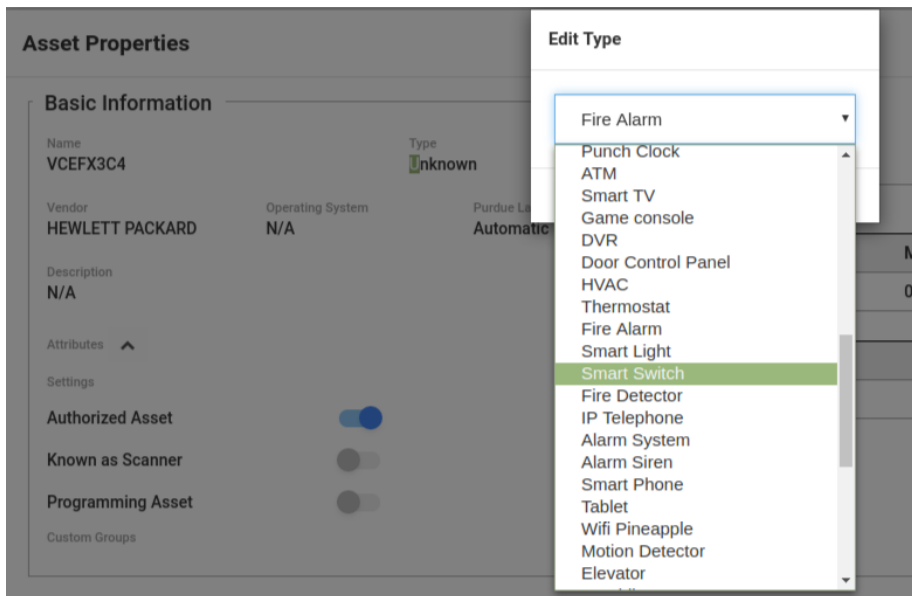 Asset Properties
Edit Type
Basic Information
Fire Alarm
Name
Type
VCEFX3C4
Unknown
Vendor
Operating System
HEWLETT PACKARD
N/A
Automatic
Description
N/A
Attributes
Settings
Authorized Asset
Known as Scanner
Programming Asset
Custom Groups
Punch Clock
ATM
Smart TV
Game console
DVR
Door Control Panel
HVAC
Thermostat
Fire Alarm
Smart Light
Smart Switch
Fire Detector
IP Telephone
Alarm System
Alarm Siren
Smart Phone
Tablet
Wifi Pineapple
Motion Detector
Elevator